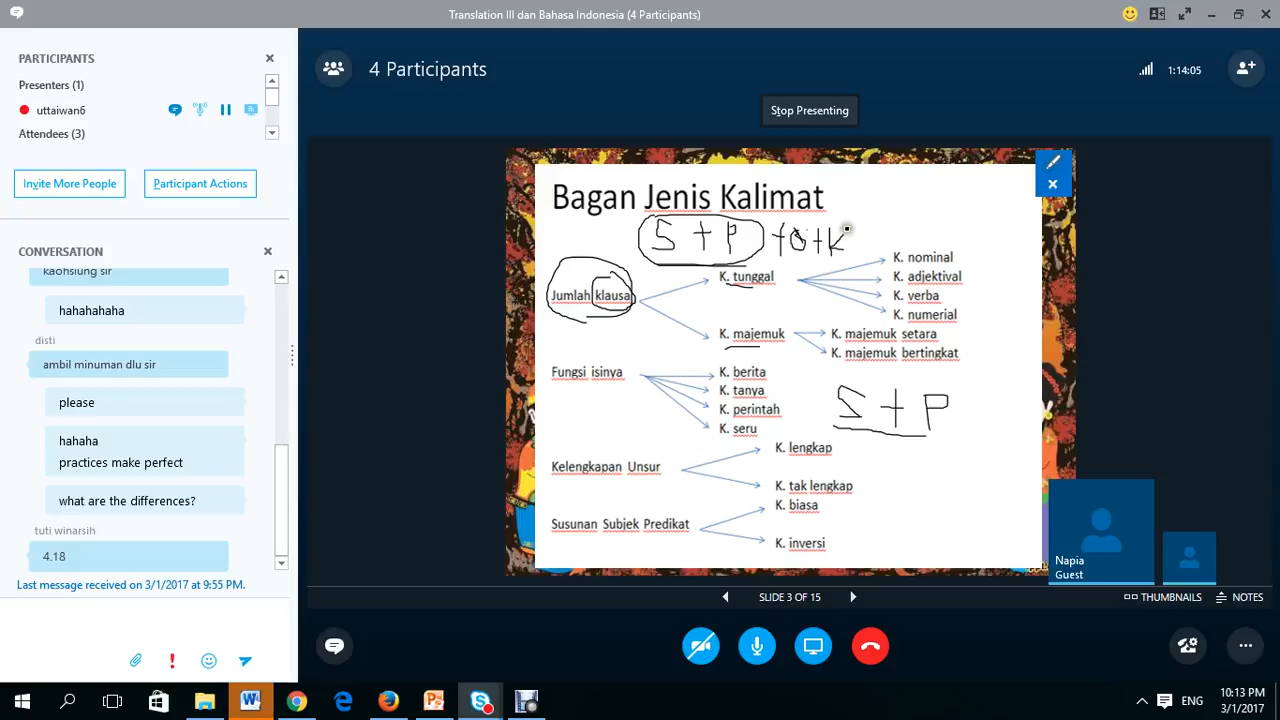 Translation III dan Bahasa Indonesia (4 Participants)
PARTICIPANTS
Presenters (1)
uttaiwan6
Attendees (3)
Invite More People
Participant Actions
CONVERSATION
kaohsiung sir
hahahahaha
disti
ambil minuman dlu sir
please
hahaha
practices make perfect
what are the differences?
tuti winarsih
4.18
Last message received on 3/1/2017 at 9:55 PM.
4 Participants
1:14:05
Stop Presenting
Bagan Jenis Kalimat
S + P + O + K
Jumlah klausa
K. tunggal
K. nominal
K. adjektival
K. verba
K. numerial
K. majemuk
K. majemuk setara
K. majemuk bertingkat
Fungsi isinya
K. berita
K. tanya
K. perintah
K. seru
S + P
Kelengkapan Unsur
K. lengkap
K. tak lengkap
Susunan Subjek Predikat
K. biasa
K. inversi
Napia
Guest
SLIDE 3 OF 15
THUMBNAILS
NOTES
ENG
10:13 PM
3/1/2017